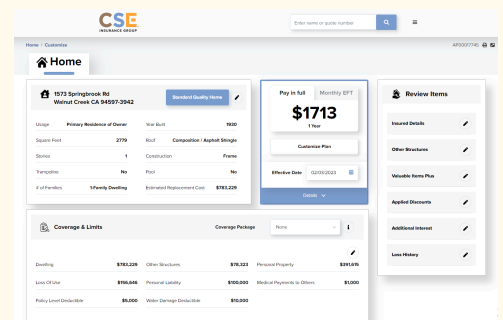 CSE
INSURANCE GROUP
Enter name or quote number
Home / Customize
Home
1573 Springbrook Rd
Walnut Creek CA 94597-3942
Standard Quality Home
Usage Primary Residence of Owner Year Built 1930
Square Feet 2779 Roof Composition / Asphalt Shingle
Stories 1 Construction Frame
Trampoline No Pool No
# of Families 1-Family Dwelling Estimated Replacement Cost $783,229
Pay in full Monthly EFT
$1713
1 Year
Customize Plan
Effective Date 02/03/2023
Details
Review Items
Insured Details
Other Structures
Valuable Items Plus
Applied Discounts
Additional Interest
Loss History
Coverage & Limits Coverage Package None
Dwelling $783,229 Other Structures $78,323 Personal Property $391,615
Loss Of Use $156,646 Personal Liability $100,000 Medical Payments to Others $1,000
Policy Level Deductible $5,000 Water Damage Deductible $10,000